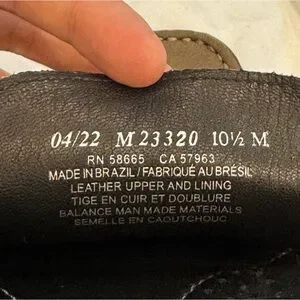 04/22 M 23320 10½ M
RN 58665 CA 57963
MADE IN BRAZIL / FABRIQUÉ AU BRÉSIL
LEATHER UPPER AND LINING
TIGE EN CUIR ET DOUBLURE
BALANCE MAN MADE MATERIALS
SEMELLE EN CAOUTCHOUC